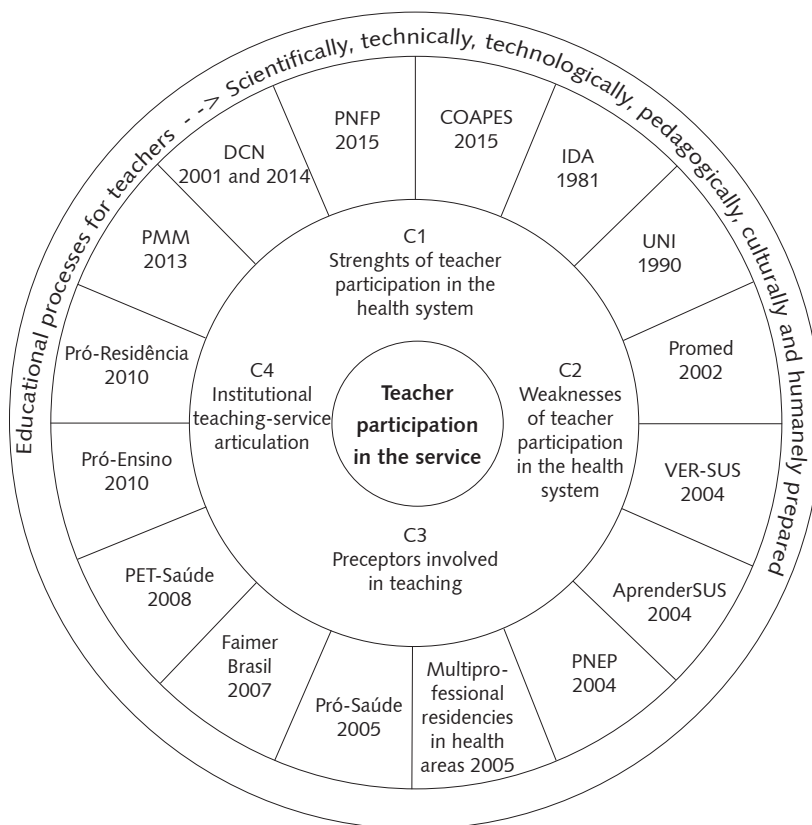 Educational processes for teachers - -> Scientifically, technically, technologically, pedagogically, culturally and humanely prepared
COAPES
2015
IDA
1981
UNI
1990
Promed
2002
VER-SUS
2004
AprenderSUS
2004
PNEP
2004
Multipro-
fessional
residencies
in health
areas 2005
Pró-Saúde
2005
Faimer
Brasil
2007
PET-Saúde
2008
Pró-Ensino
2010
Pró-Residência
2010
PMM
2013
DCN
2001 and 2014
PNFP
2015
C1
Strenghts of teacher
participation in the
health system
C2
Weaknesses
of teacher
participation
in the health
system
C3
Preceptors involved
in teaching
C4
Institutional
teaching-service
articulation
Teacher
participation
in the service